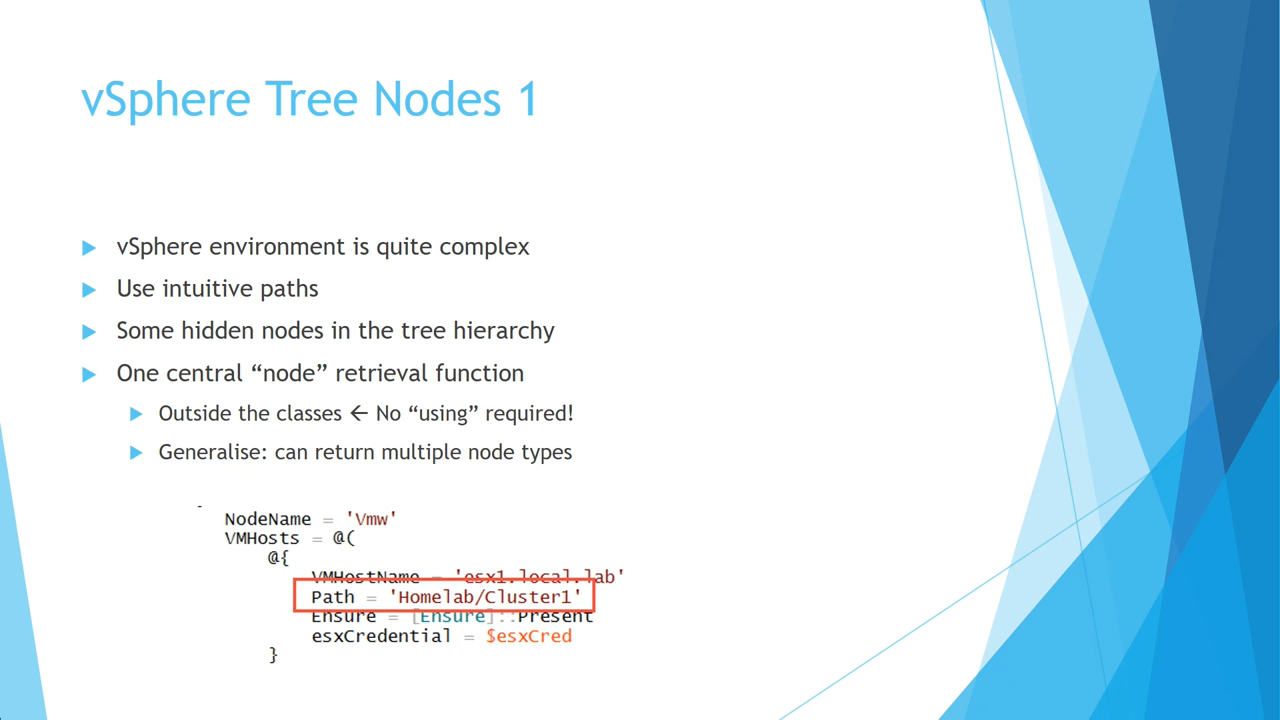 vSphere Tree Nodes 1
vSphere environment is quite complex
Use intuitive paths
Some hidden nodes in the tree hierarchy
One central “node” retrieval function
Outside the classes ← No “using” required!
Generalise: can return multiple node types
NodeName = 'Vmw'
VMHosts = @(
@{
VMHostName = 'esx1.local.lab'
Path = 'Homelab/Cluster1'
Ensure = [Ensure]::Present
esxCredential = $esxCred
}